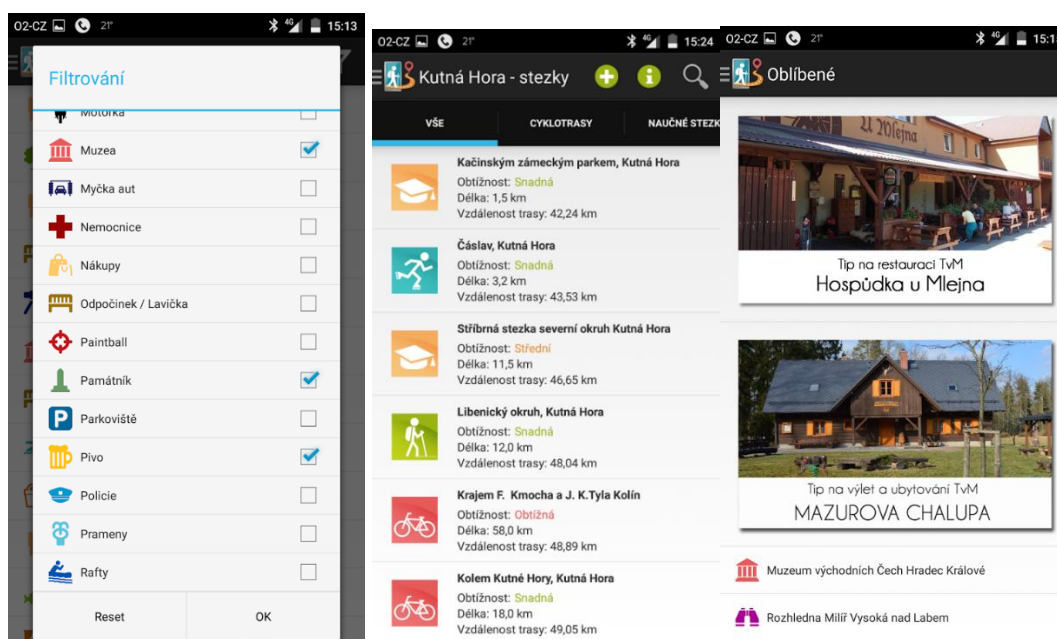 O2-CZ 21° 4G 15:13
Filtrování
Motorka
Muzea
Myčka aut
Nemocnice
Nákupy
Odpočinek / Lavička
Paintball
Památník
P Parkoviště
Pivo
Policie
Prameny
Rafty
Reset OK
O2-CZ 21° 4G 15:24
Kutná Hora - stezky
VŠE CYKLOTRASY NAUČNÉ STEZK
Kačinským zámeckým parkem, Kutná Hora
Obtížnost: Snadná
Délka: 1,5 km
Vzdálenost trasy: 42,24 km
Čáslav, Kutná Hora
Obtížnost: Snadná
Délka: 3,2 km
Vzdálenost trasy: 43,53 km
Stříbrná stezka severní okruh Kutná Hora
Obtížnost: Střední
Délka: 11,5 km
Vzdálenost trasy: 46,65 km
Libenický okruh, Kutná Hora
Obtížnost: Snadná
Délka: 12,0 km
Vzdálenost trasy: 48,04 km
Krajem F. Kmocha a J. K.Tyla Kolín
Obtížnost: Obtížná
Délka: 58,0 km
Vzdálenost trasy: 48,89 km
Kolem Kutné Hory, Kutná Hora
Obtížnost: Snadná
Délka: 18,0 km
Vzdálenost trasy: 49,05 km
O2-CZ 21° 4G
Oblíbené
U Mlejna
Tip na restauraci TvM
Hospůdka u Mlejna
Tip na výlet a ubytování TvM
MAZUROVA CHALUPA
Muzeum východních Čech Hradec Králové
Rozhledna Milíř Vysoká nad Labem